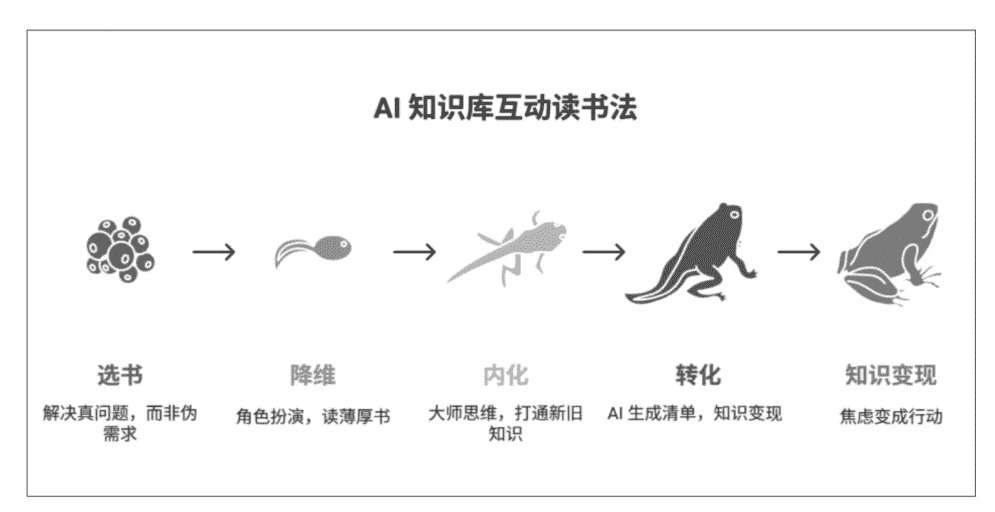 AI 知识库互动读书法
选书
解决真问题，而非伪
需求
降维
角色扮演，读薄厚书
内化
大师思维，打通新旧
知识
转化
AI 生成清单，知识变现
知识变现
焦虑变成行动